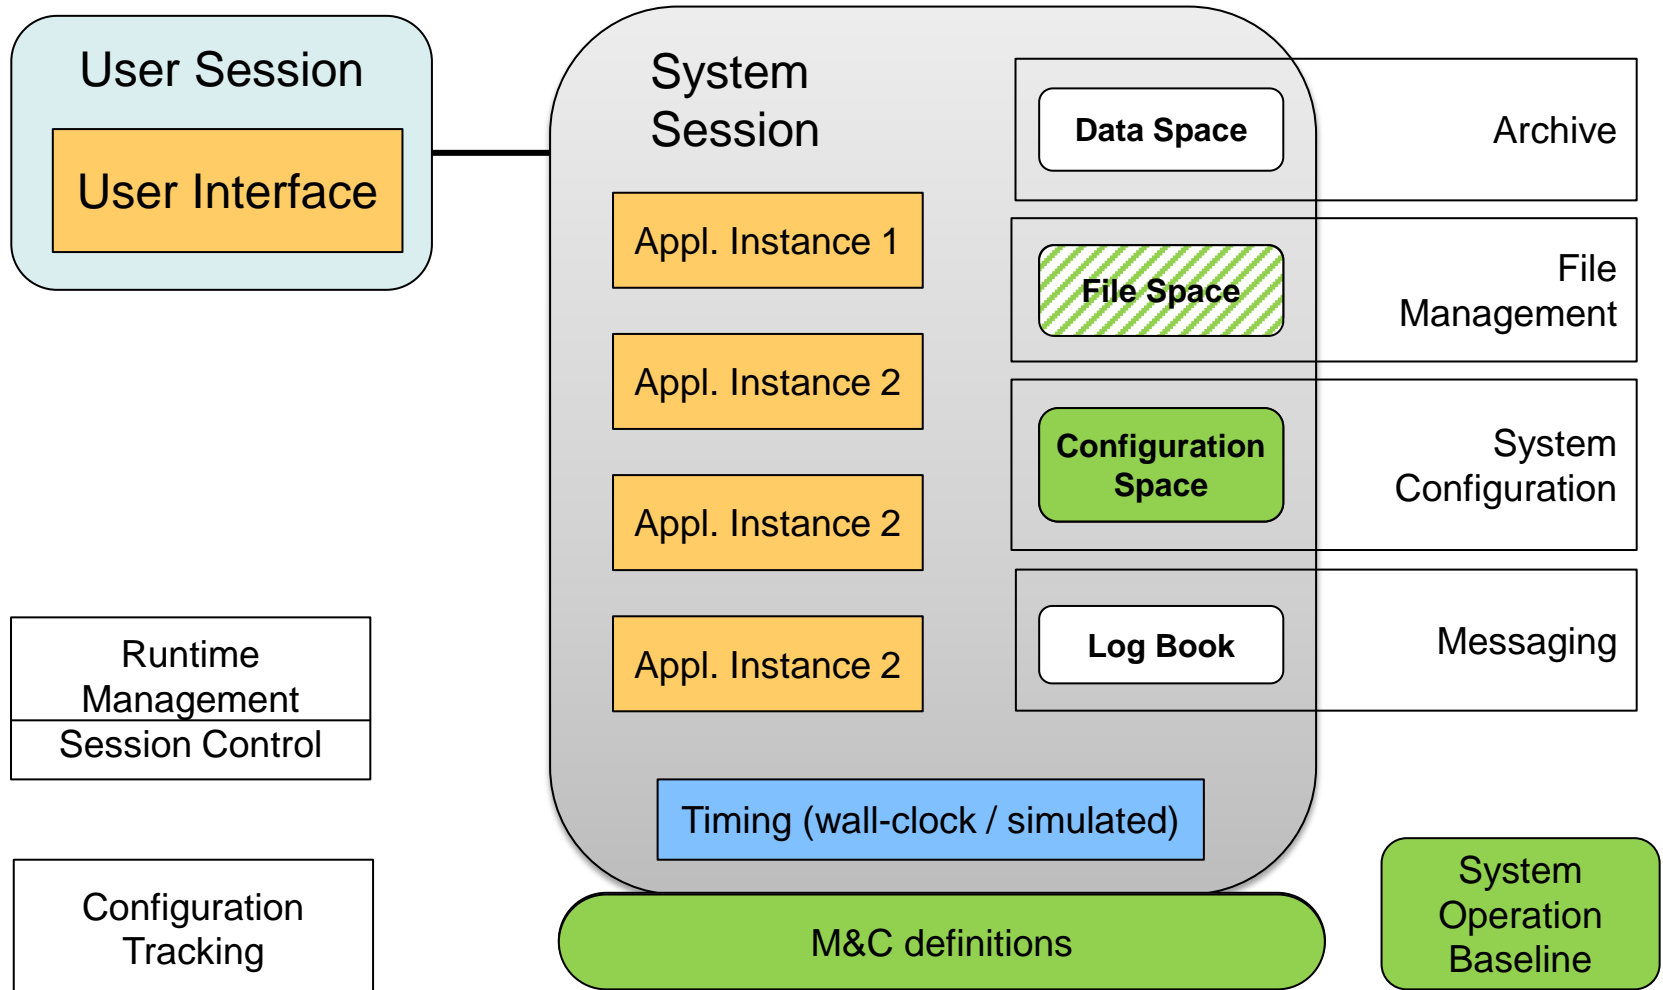 User Session
User Interface
System
Session
Appl. Instance 1
Appl. Instance 2
Appl. Instance 2
Appl. Instance 2
Timing (wall-clock / simulated)
M&C definitions
Data Space
Archive
File Space
File
Management
Configuration
Space
System
Configuration
Log Book
Messaging
Runtime
Management
Session Control
Configuration
Tracking
System
Operation
Baseline